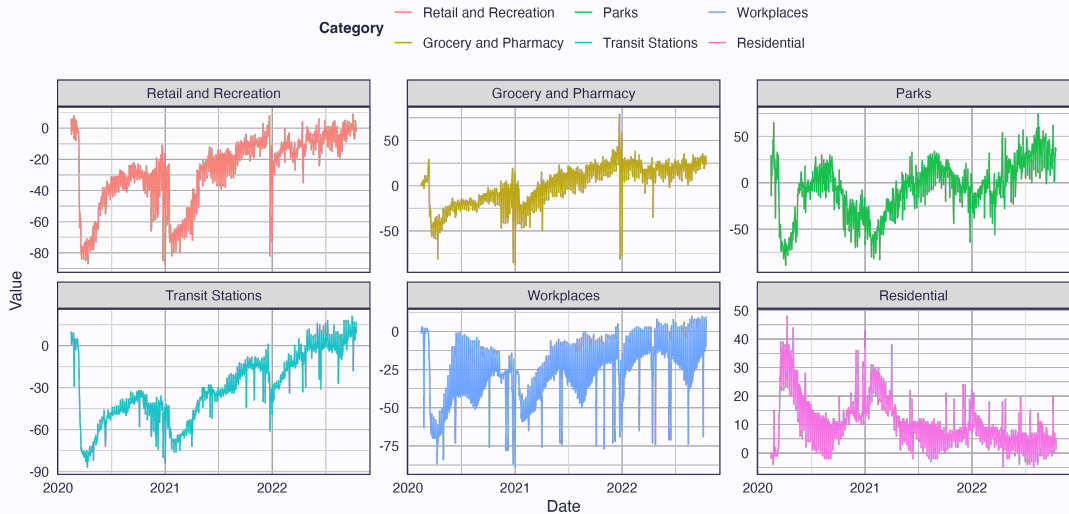 Category
Retail and Recreation
Parks
Workplaces
Grocery and Pharmacy
Transit Stations
Residential
Retail and Recreation
Grocery and Pharmacy
Parks
0
-20
-40
-60
-80
50
0
-50
50
0
-50
Value
Transit Stations
Workplaces
Residential
0
-30
-60
-90
0
-25
-50
-75
50
40
30
20
10
0
2020
2021
2022
2020
2021
2022
2020
2021
2022
Date